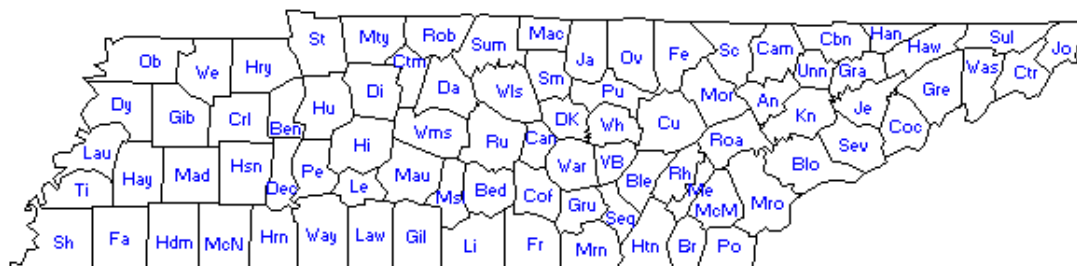 St Mty Rob Sum Mac Ja Ov Fe Sc Cam Cbn Han Haw Sul Jo
Ob We Hry Ctm Sm Unn Gra Was Ctr
Dy Gib Crl Ben Hu Di Da Wls Pu Mor An Kn Je Gre
Lau Hsn Hi Wms Ru Can DK Wh Cu Roa Sev Coc
Ti Hay Mad Dec Pe Le Mau Msl Bed Cof War VB Ble Rh Me Blo
Sh Fa Hdm McN Hrn Way Law Gil Li Fr Gru Mrn Seq Htn McM Br Po Mro